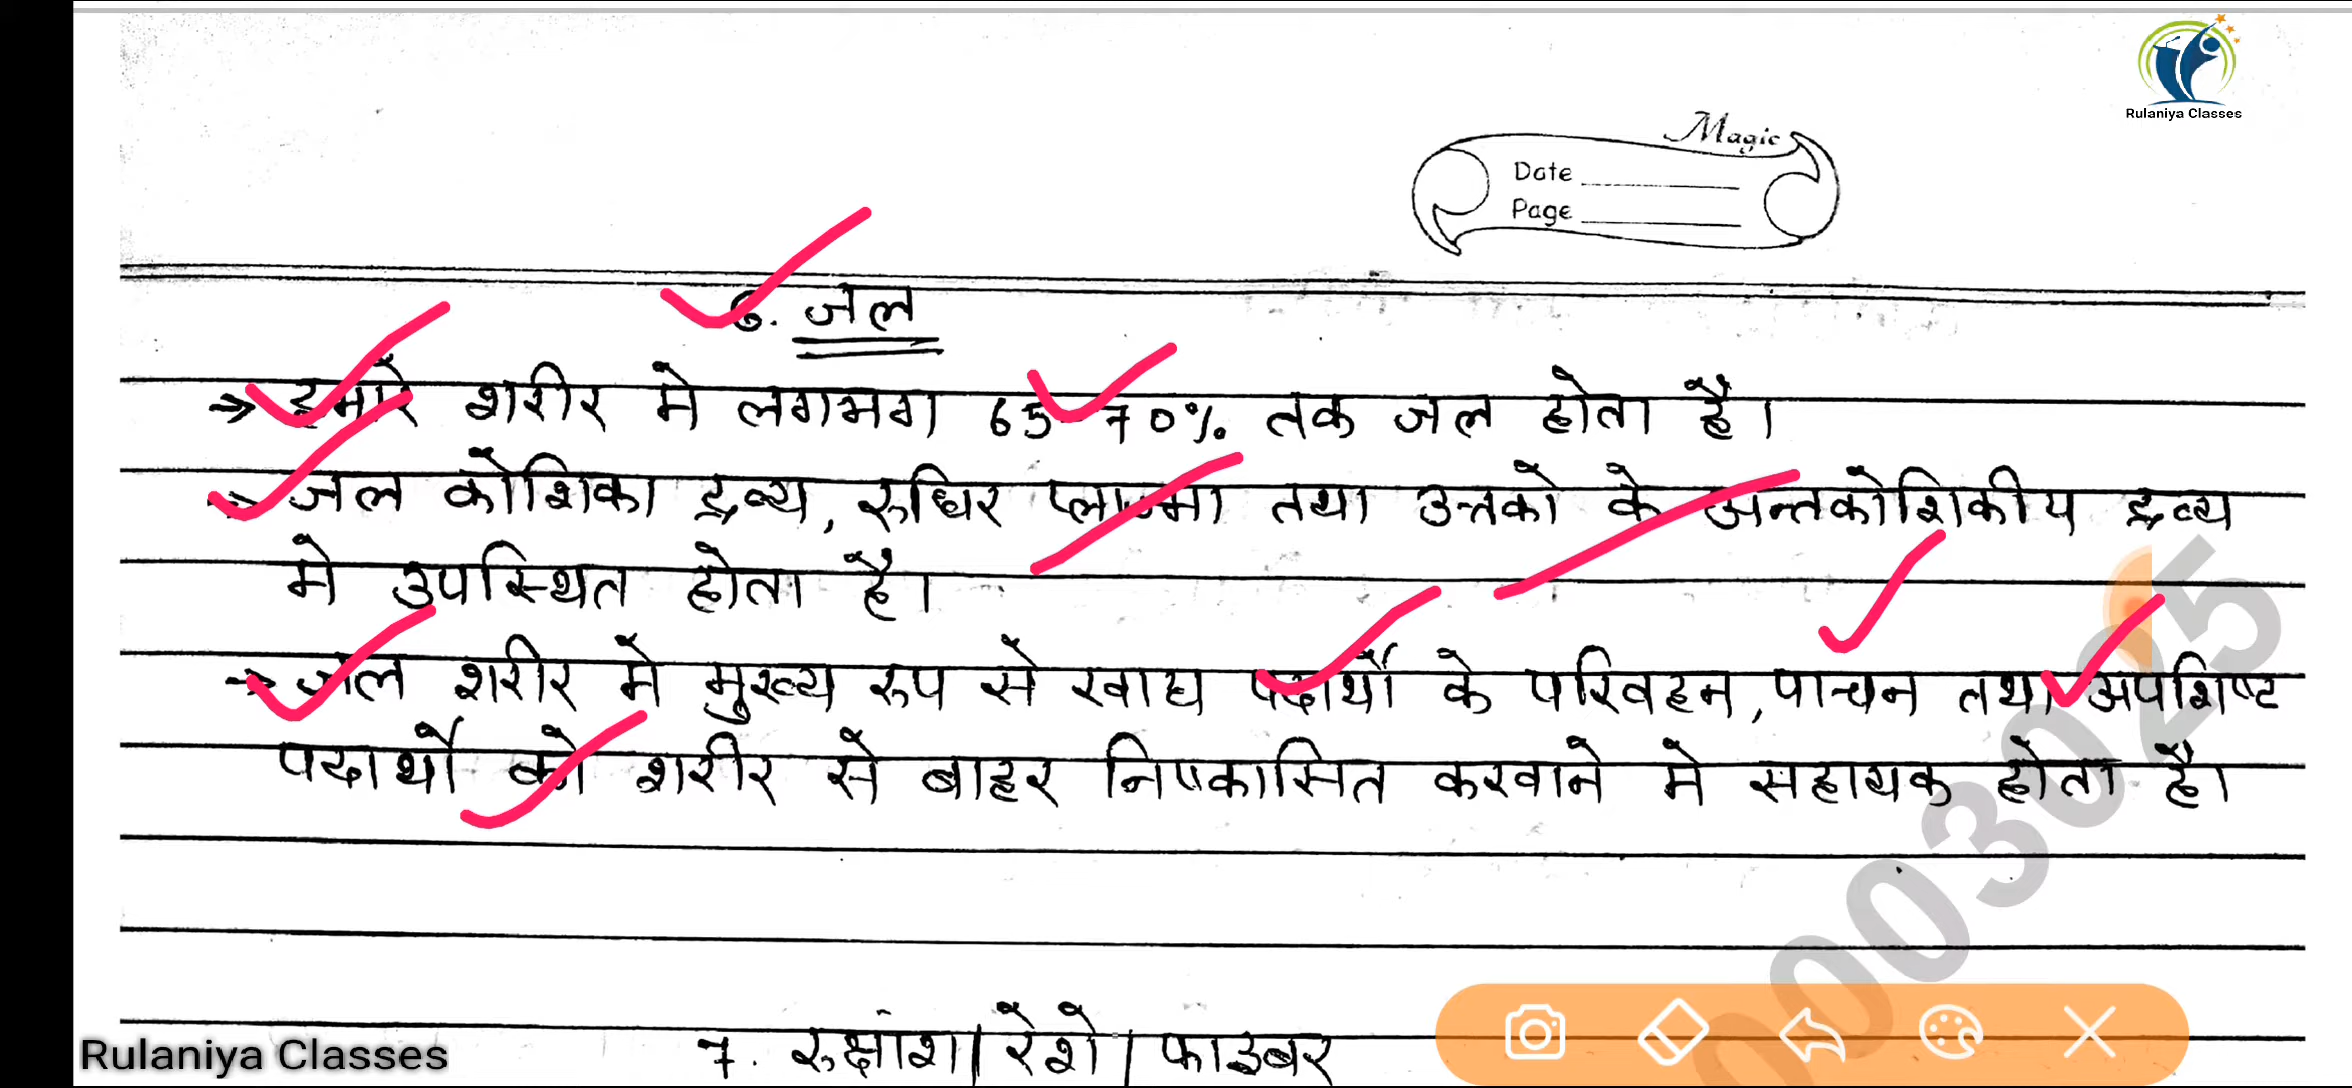 Rulaniya Classes
Magic
Date
Page
6. जल
→ हमारे शरीर मे लगभग 65 70% तक जल होता है।
→ जल कोशिका द्रव्य, रुधिर प्लाज्मा तथा उत्तको के अन्तकोशिकीय द्रव्य
मे उपस्थित होता है।
→ जल शरीर मे मुख्य रुप से खाद्य पदार्थो के परिवहन, पाचन तथा अपशिष्ट
पदार्थो को शरीर से बाहर निष्कासित करवाने मे सहायक होता है।
7. रुक्षांश | रेशे | फाइबर
Rulaniya Classes